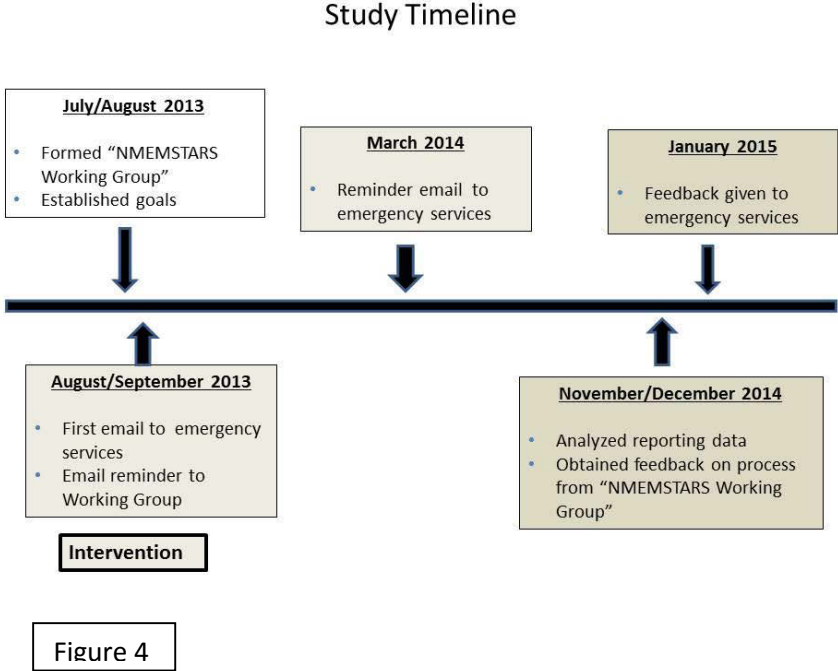 Study Timeline
July/August 2013
• Formed “NMEMSTARS
Working Group”
• Established goals
March 2014
• Reminder email to
emergency services
January 2015
• Feedback given to
emergency services
August/September 2013
• First email to emergency
services
• Email reminder to
Working Group
November/December 2014
• Analyzed reporting data
• Obtained feedback on process
from “NMEMSTARS Working
Group”
Intervention
Figure 4